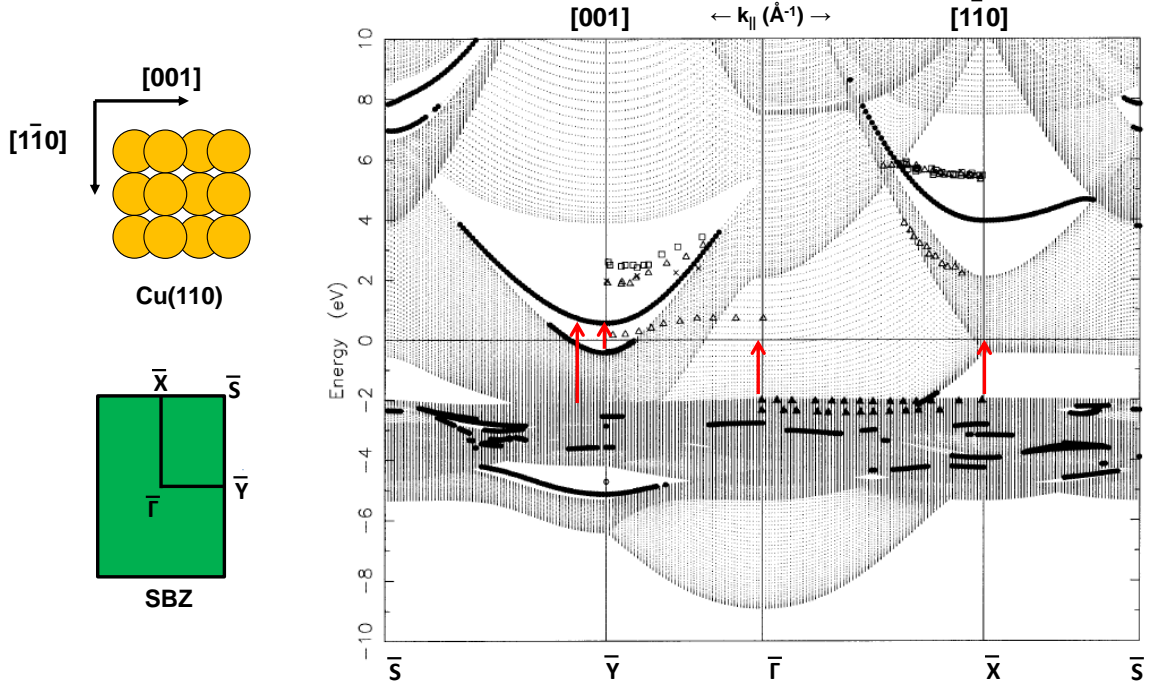 [001]
[11̄0]
Cu(110)
X̄
S̄
Γ̄
Ȳ
SBZ
[001]
← k|| (Å⁻¹) →
[11̄0]
Energy (eV)
10
8
6
4
2
0
−2
−4
−6
−8
−10
S̄
Ȳ
Γ̄
X̄
S̄